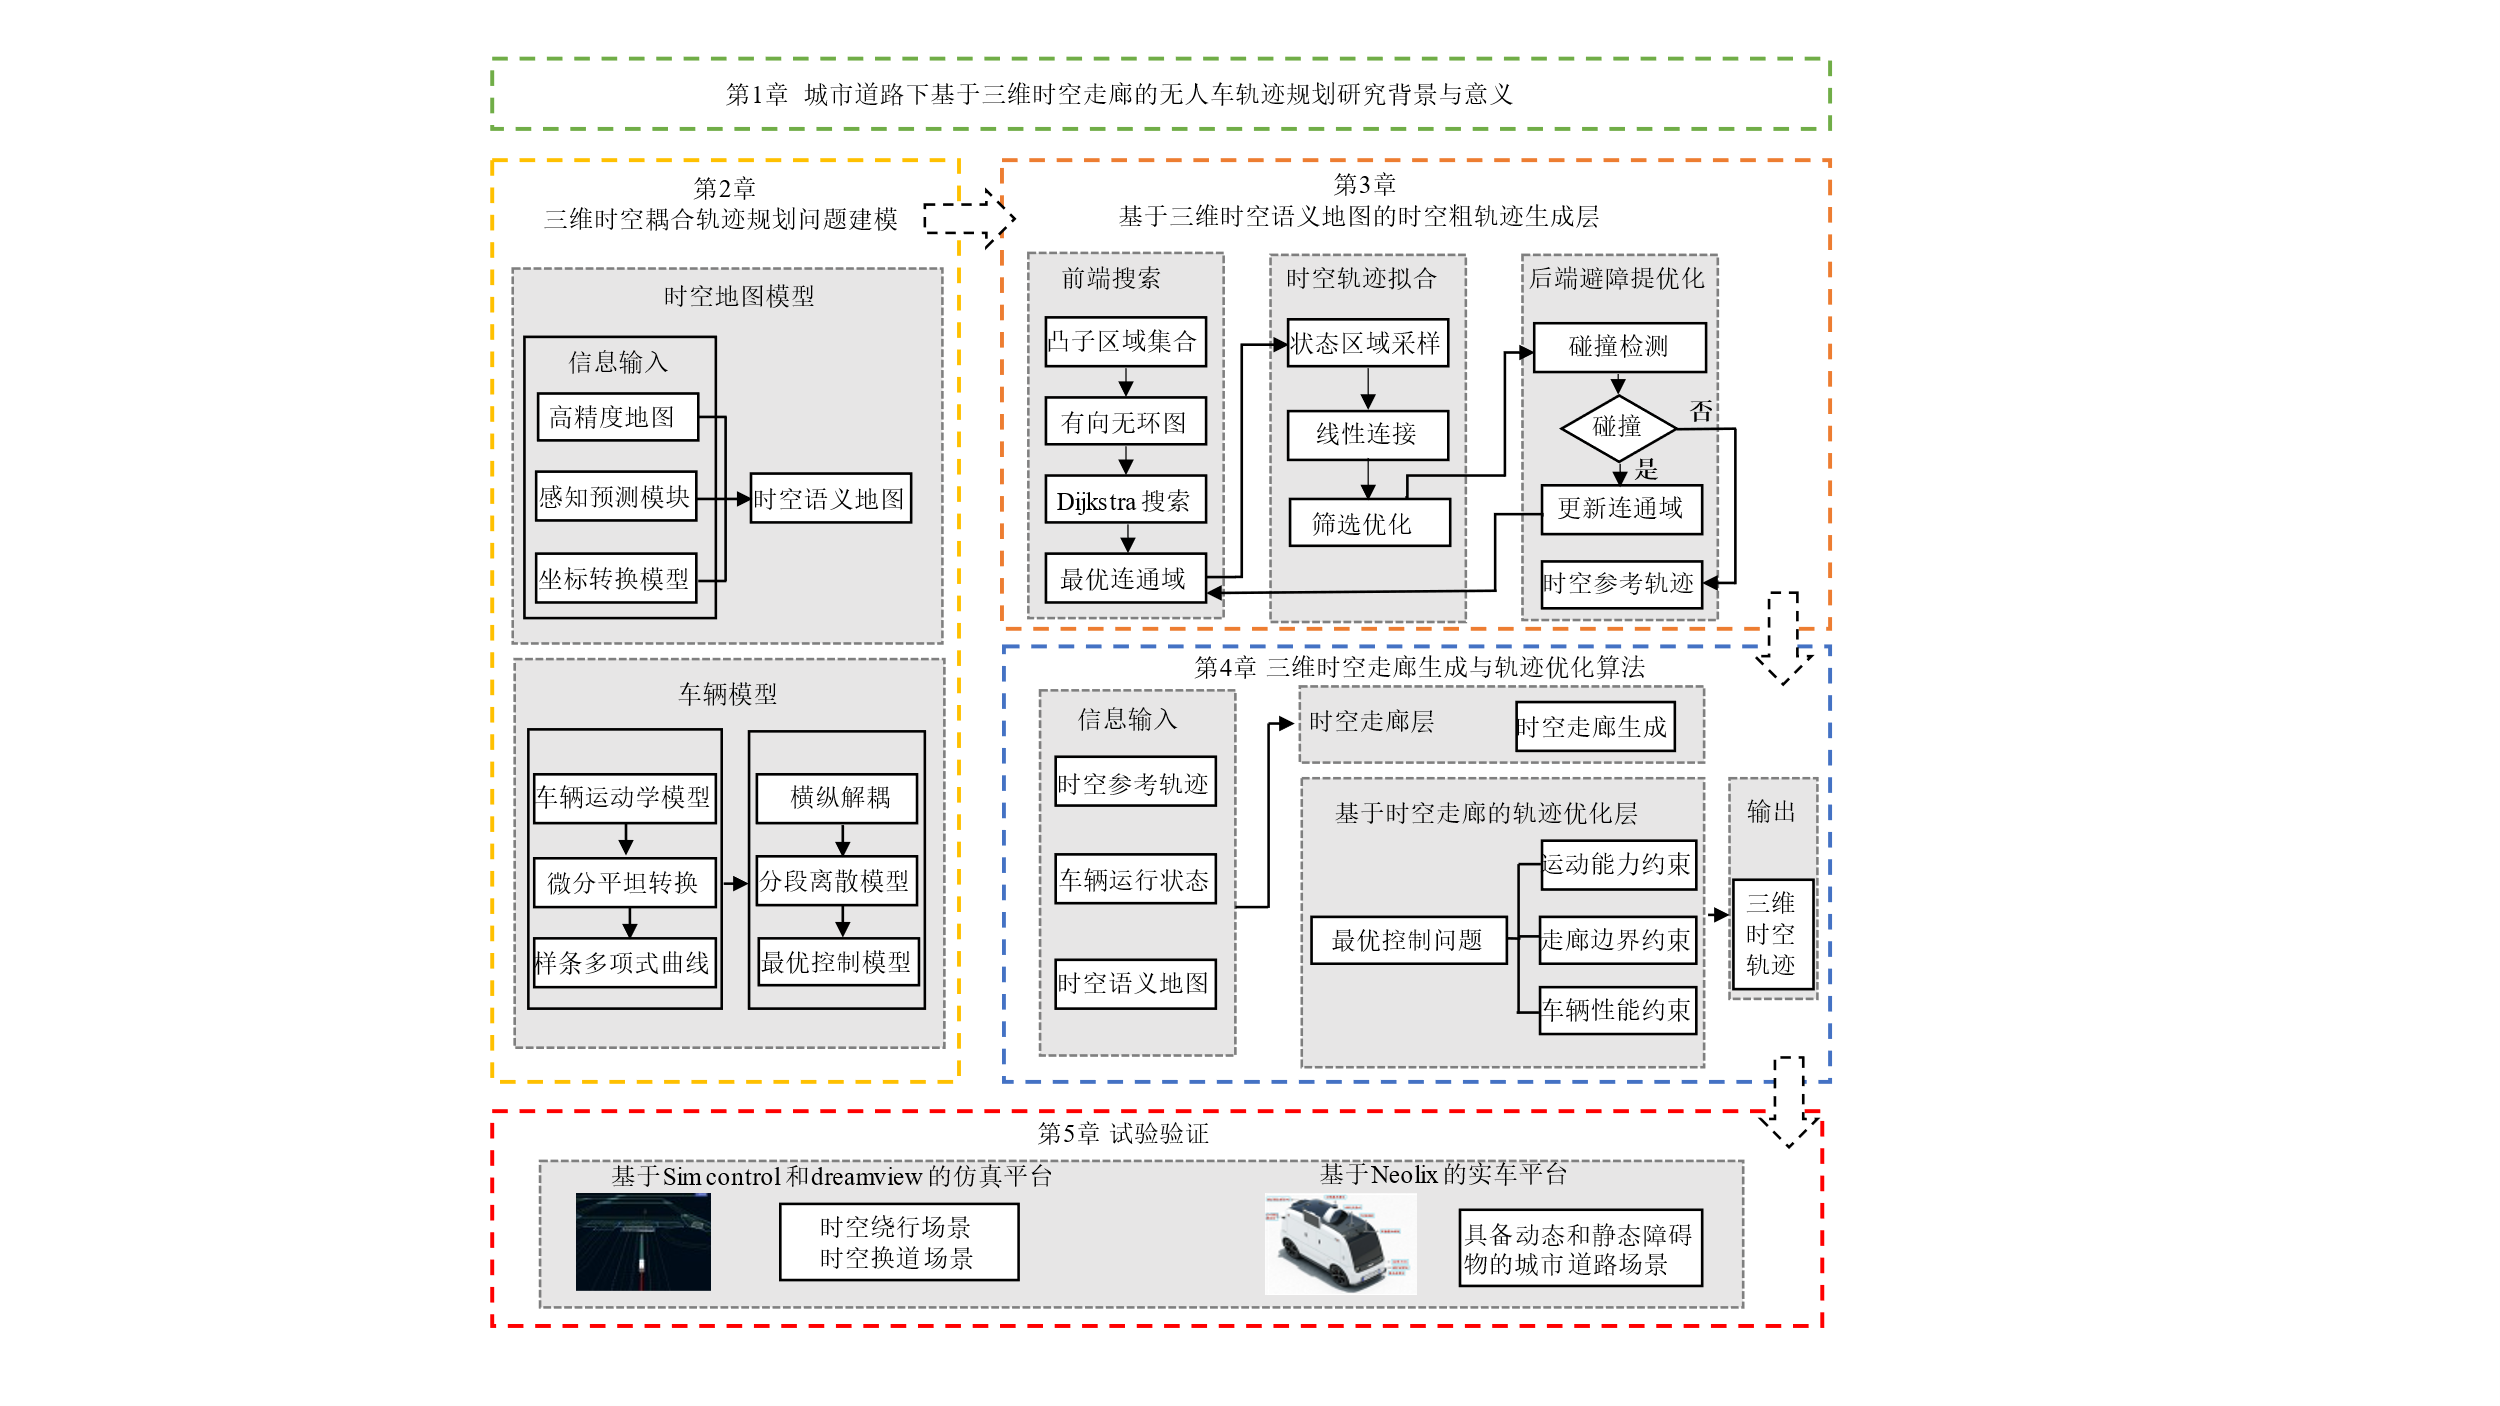 第1章 城市道路下基于三维时空走廊的无人车轨迹规划研究背景与意义
第2章
三维时空耦合轨迹规划问题建模
时空地图模型
信息输入
高精度地图
感知预测模块
时空语义地图
坐标转换模型
车辆模型
车辆运动学模型
微分平坦转换
样条多项式曲线
横纵解耦
分段离散模型
最优控制模型
第3章
基于三维时空语义地图的时空粗轨迹生成层
前端搜索
凸子区域集合
有向无环图
Dijkstra 搜索
最优连通域
时空轨迹拟合
状态区域采样
线性连接
筛选优化
后端避障提优化
碰撞检测
碰撞
否
是
更新连通域
时空参考轨迹
第4章 三维时空走廊生成与轨迹优化算法
信息输入
时空参考轨迹
车辆运行状态
时空语义地图
时空走廊层
时空走廊生成
基于时空走廊的轨迹优化层
最优控制问题
运动能力约束
走廊边界约束
车辆性能约束
输出
三维
时空
轨迹
第5章 试验验证
基于Sim control 和dreamview 的仿真平台
时空绕行场景
时空换道场景
基于Neolix 的实车平台
具备动态和静态障碍
物的城市道路场景